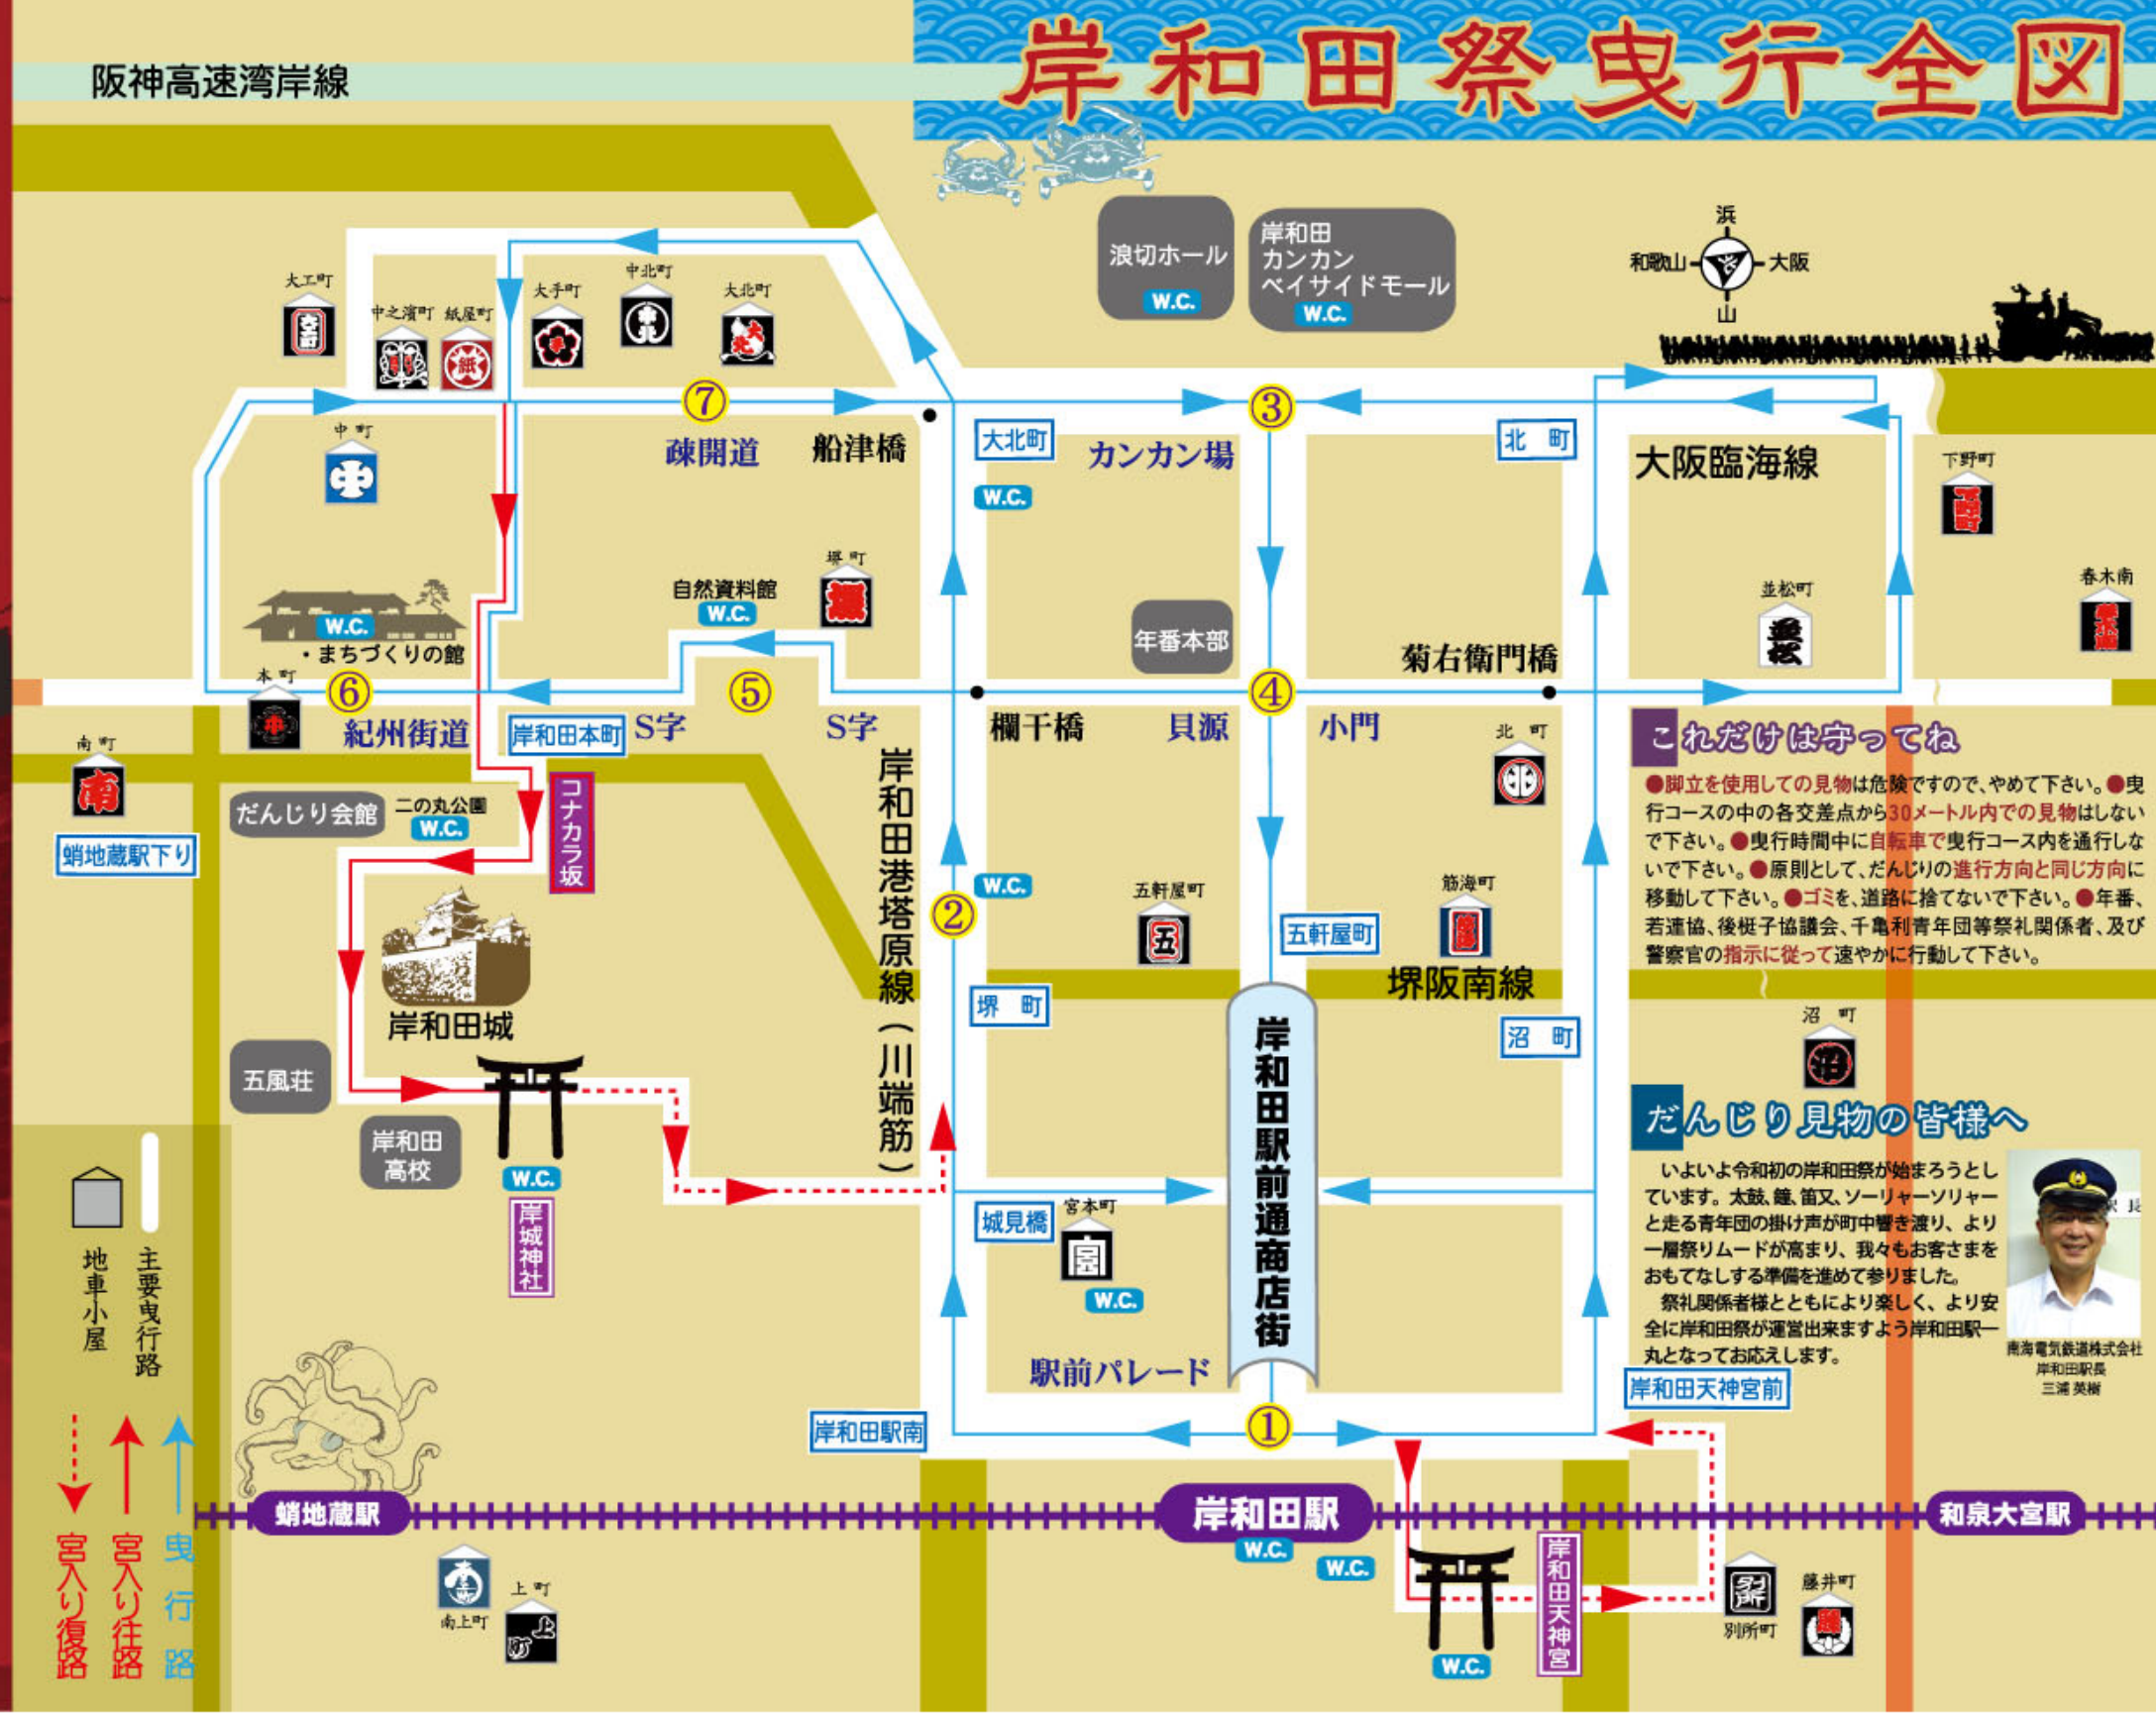 岸和田祭曳行全図
阪神高速湾岸線
浪切ホール
W.C.
岸和田
カンカン
ベイサイドモール
W.C.
浜
和歌山
大阪
山
大工町
中之濱町
紙屋町
紙
大手町
中北町
大北町
⑦
疎開道
船津橋
大北町
W.C.
③
カンカン場
北 町
大阪臨海線
下野町
中町
自然資料館
W.C.
堺町
年番本部
菊右衛門橋
並松町
並松
春木南
W.C.
・まちづくりの館
本町
⑥
紀州街道
岸和田本町
S字
⑤
S字
欄干橋
貝源
④
小門
北 町
南町
南
蛸地蔵駅下り
だんじり会館
二の丸公園
W.C.
コナカラ坂
岸和田港塔原線(川端筋)
②
W.C.
五軒屋町
五
五軒屋町
筋海町
堺阪南線
堺 町
沼 町
これだけは守ってね
●脚立を使用しての見物は危険ですので、やめて下さい。●曳
行コースの中の各交差点から30メートル内での見物はしない
で下さい。●曳行時間中に自転車で曳行コース内を通行しな
いで下さい。●原則として、だんじりの進行方向と同じ方向に
移動して下さい。●ゴミを、道路に捨てないで下さい。●年番、
若連協、後梃子協議会、千亀利青年団等祭礼関係者、及び
警察官の指示に従って速やかに行動して下さい。
沼 町
沼
岸和田城
五風荘
岸和田
高校
W.C.
岸城神社
岸和田駅前通商店街
城見橋
宮本町
宮
W.C.
駅前パレード
だんじり見物の皆様へ
いよいよ令和初の岸和田祭が始まろうとし
ています。太鼓、鐘、笛又、ソーリャーソリャー
と走る青年団の掛け声が町中響き渡り、より
一層祭りムードが高まり、我々もお客さまを
おもてなしする準備を進めて参りました。
祭礼関係者様とともにより楽しく、より安
全に岸和田祭が運営出来ますよう岸和田駅一
丸となってお応えします。
南海電気鉄道株式会社
岸和田駅長
三浦 英樹
地車小屋
主要曳行路
宮入り復路
宮入り往路
曳行路
岸和田駅南
①
岸和田天神宮前
蛸地蔵駅
岸和田駅
W.C.
W.C.
和泉大宮駅
南上町
上町
上町
W.C.
岸和田天神宮
別所
別所町
藤井町